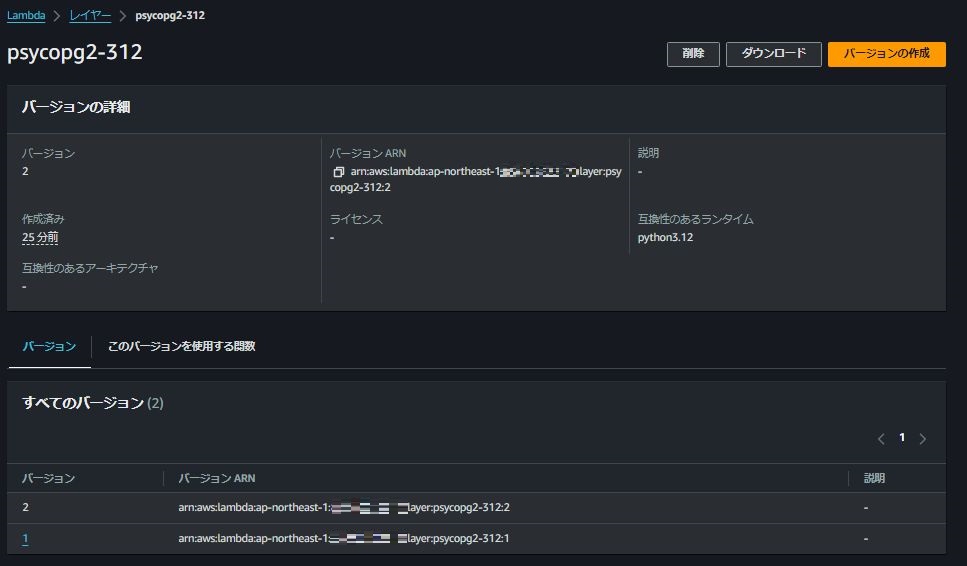 Lambda > レイヤー > psycopg2-312
psycopg2-312
削除 ダウンロード バージョンの作成
バージョンの詳細
バージョン
2
バージョン ARN
arn:aws:lambda:ap-northeast-1: layer:psy
copg2-312:2
説明
-
作成済み
25 分前
ライセンス
-
互換性のあるランタイム
python3.12
互換性のあるアーキテクチャ
-
バージョン このバージョンを使用する関数
すべてのバージョン (2)
1
バージョン バージョン ARN 説明
2 arn:aws:lambda:ap-northeast-1: layer:psycopg2-312:2 -
1 arn:aws:lambda:ap-northeast-1: layer:psycopg2-312:1 -